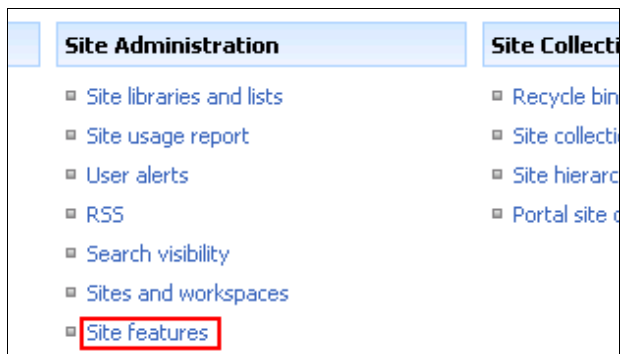 Site Administration
Site libraries and lists
Site usage report
User alerts
RSS
Search visibility
Sites and workspaces
Site features
Site Collecti
Recycle bin
Site collecti
Site hierarc
Portal site